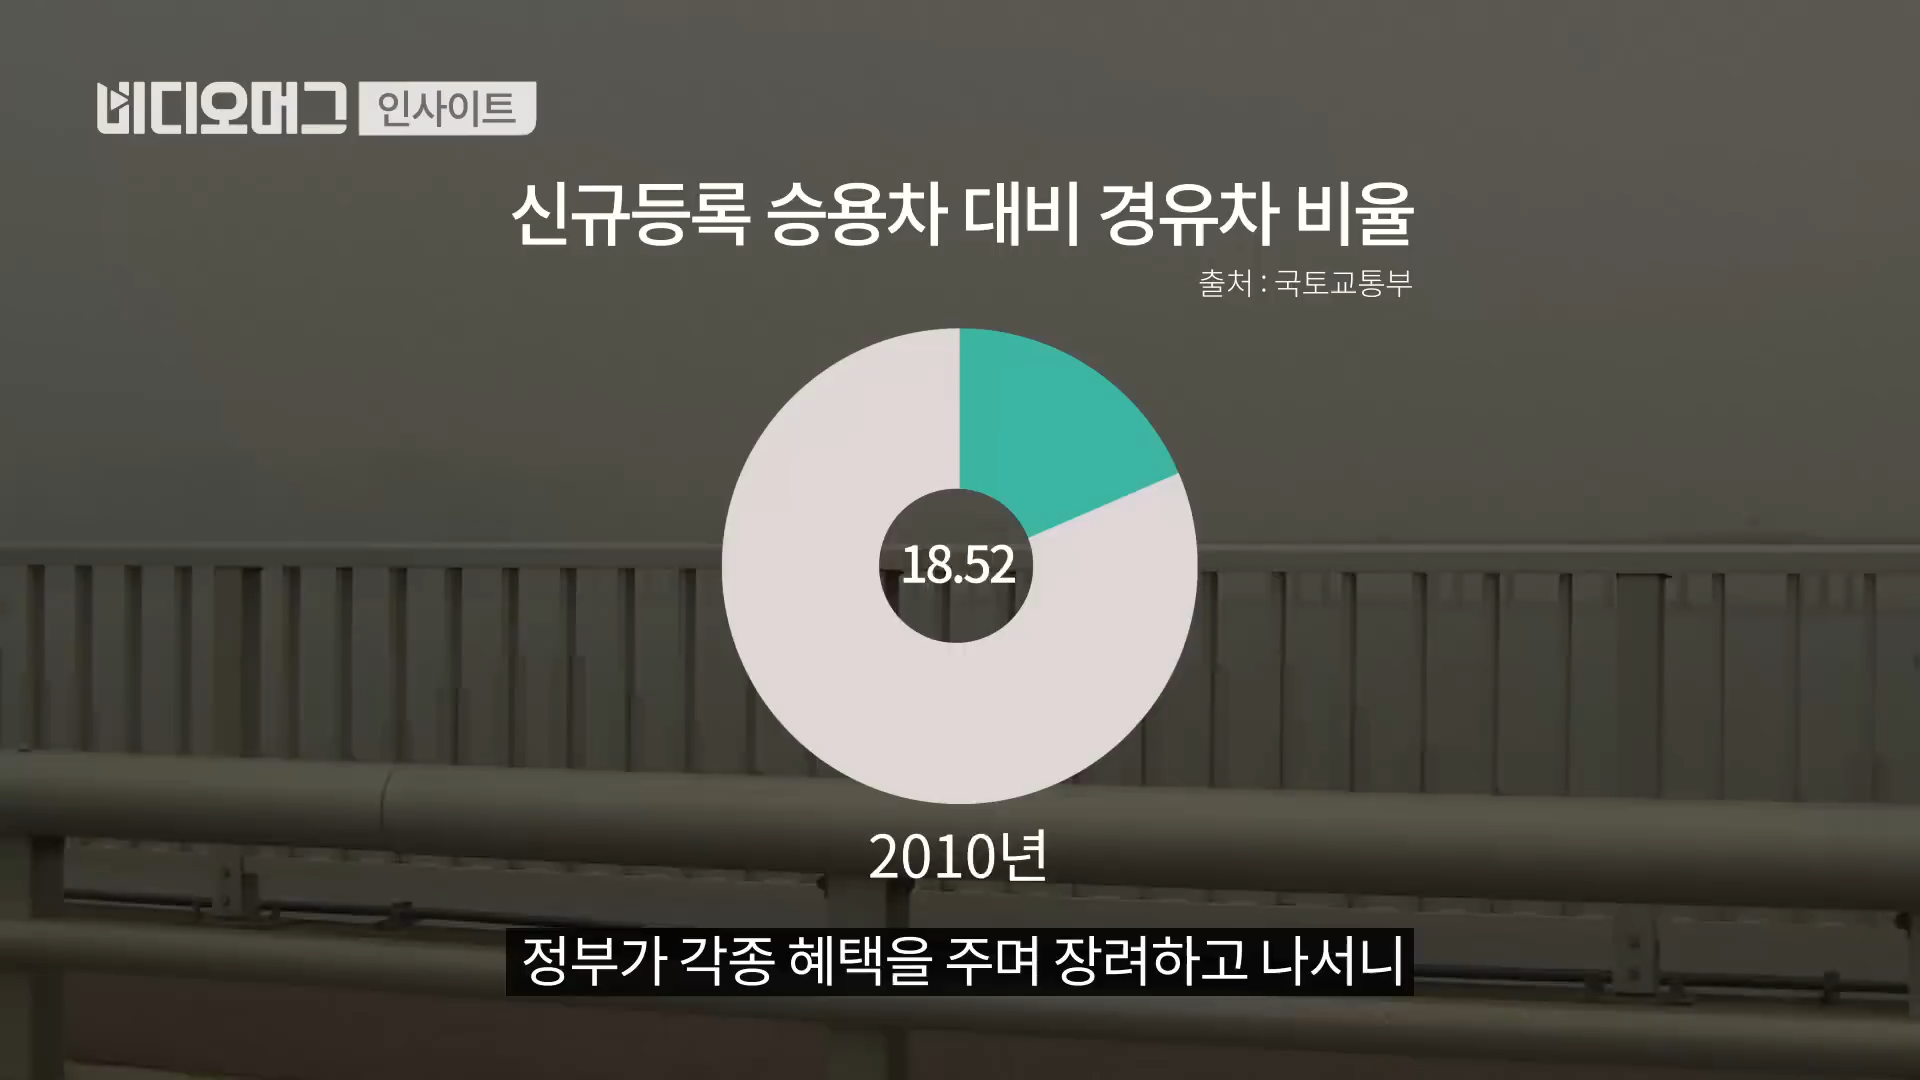 비디오머그 인사이트
신규등록 승용차 대비 경유차 비율
출처 : 국토교통부
18.52
2010년
정부가 각종 혜택을 주며 장려하고 나서니